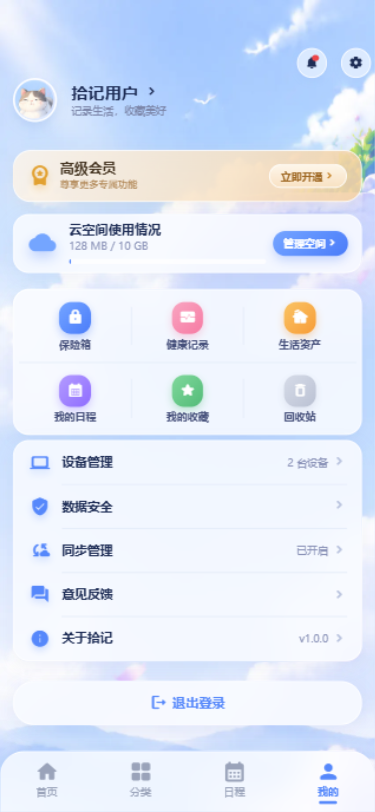 拾记用户
记录生活，收藏美好
高级会员
尊享更多专属功能
立即开通
云空间使用情况
128 MB / 10 GB
管理空间
保险箱
健康记录
生活资产
我的日程
我的收藏
回收站
设备管理
2 台设备
数据安全
同步管理
已开启
意见反馈
关于拾记
v1.0.0
退出登录
首页
分类
日程
我的